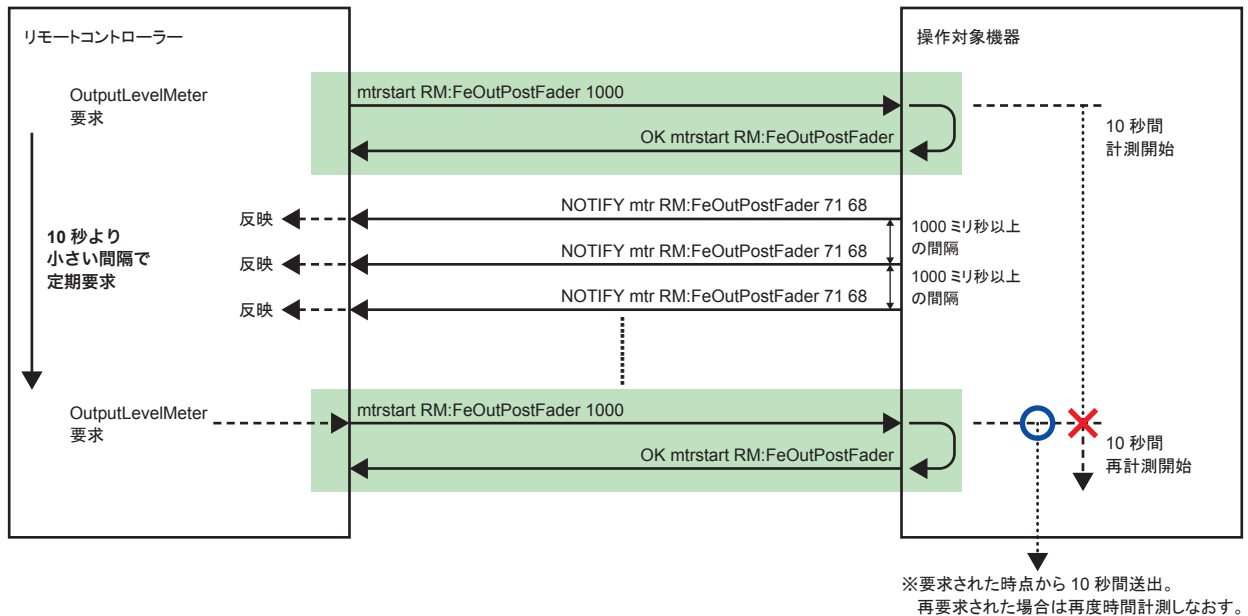 リモートコントローラー
操作対象機器
OutputLevelMeter
要求
mtrstart RM:FeOutPostFader 1000
OK mtrstart RM:FeOutPostFader
10 秒間
計測開始
10 秒より
小さい間隔で
定期要求
反映
NOTIFY mtr RM:FeOutPostFader 71 68
1000 ミリ秒以上
の間隔
反映
NOTIFY mtr RM:FeOutPostFader 71 68
1000 ミリ秒以上
の間隔
反映
NOTIFY mtr RM:FeOutPostFader 71 68
OutputLevelMeter
要求
mtrstart RM:FeOutPostFader 1000
OK mtrstart RM:FeOutPostFader
10 秒間
再計測開始
※要求された時点から 10 秒間送出。
再要求された場合は再度時間計測しなおす。